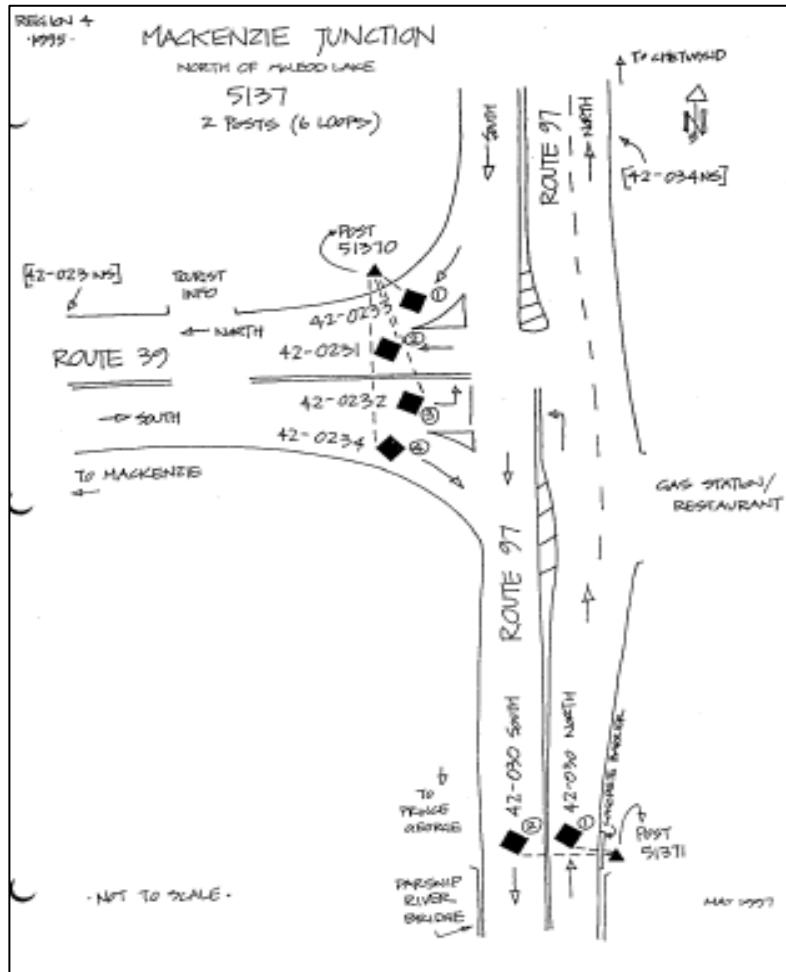 REGION 4
-1995-
MACKENZIE JUNCTION
NORTH OF MCLEOD LAKE
5137
2 POSTS (6 LOOPS)
TO CHETWYND
N
SOUTH
ROUTE 97
NORTH
[42-034NS]
POST
51370
[42-023NS]
TOURIST
INFO
NORTH
42-0233
①
42-0231
②
ROUTE 39
42-0232
③
SOUTH
42-0234
④
TO MACKENZIE
GAS STATION/
RESTAURANT
ROUTE 97
42-030 SOUTH
42-030 NORTH
CONCRETE BARRIER
TO
PRINCE
GEORGE
②
①
POST
51371
PARSNIP
RIVER
BRIDGE
-NOT TO SCALE-
MAY 1997